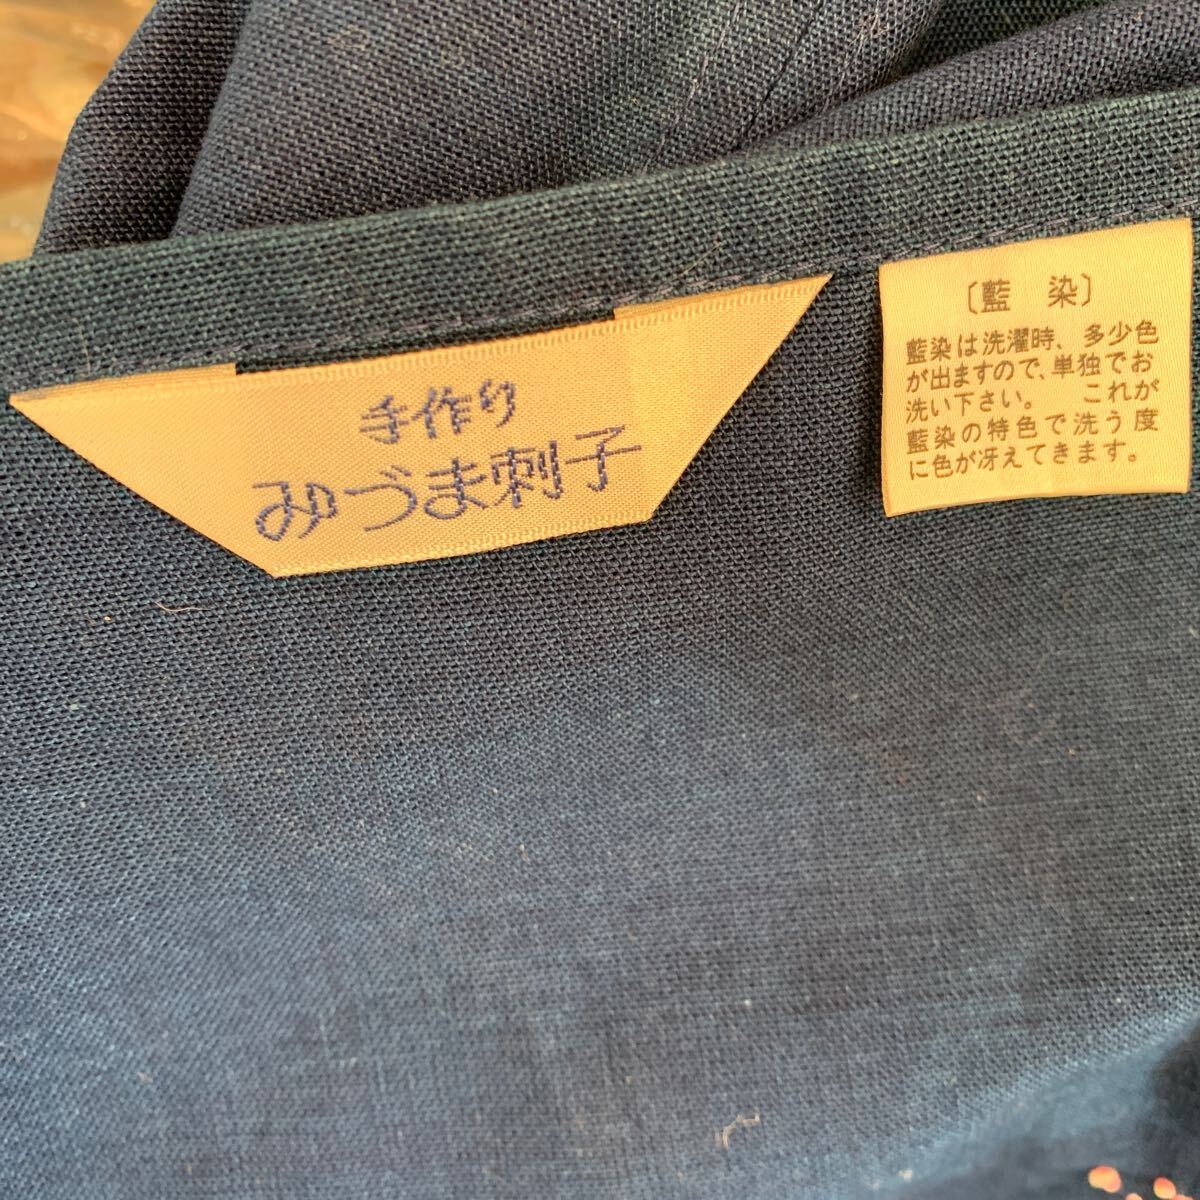 手作り
みづま刺子
〔藍 染〕
藍染は洗濯時、多少色
が出ますので、単独でお
洗い下さい。 これが
藍染の特色で洗う度
に色が冴えてきます。